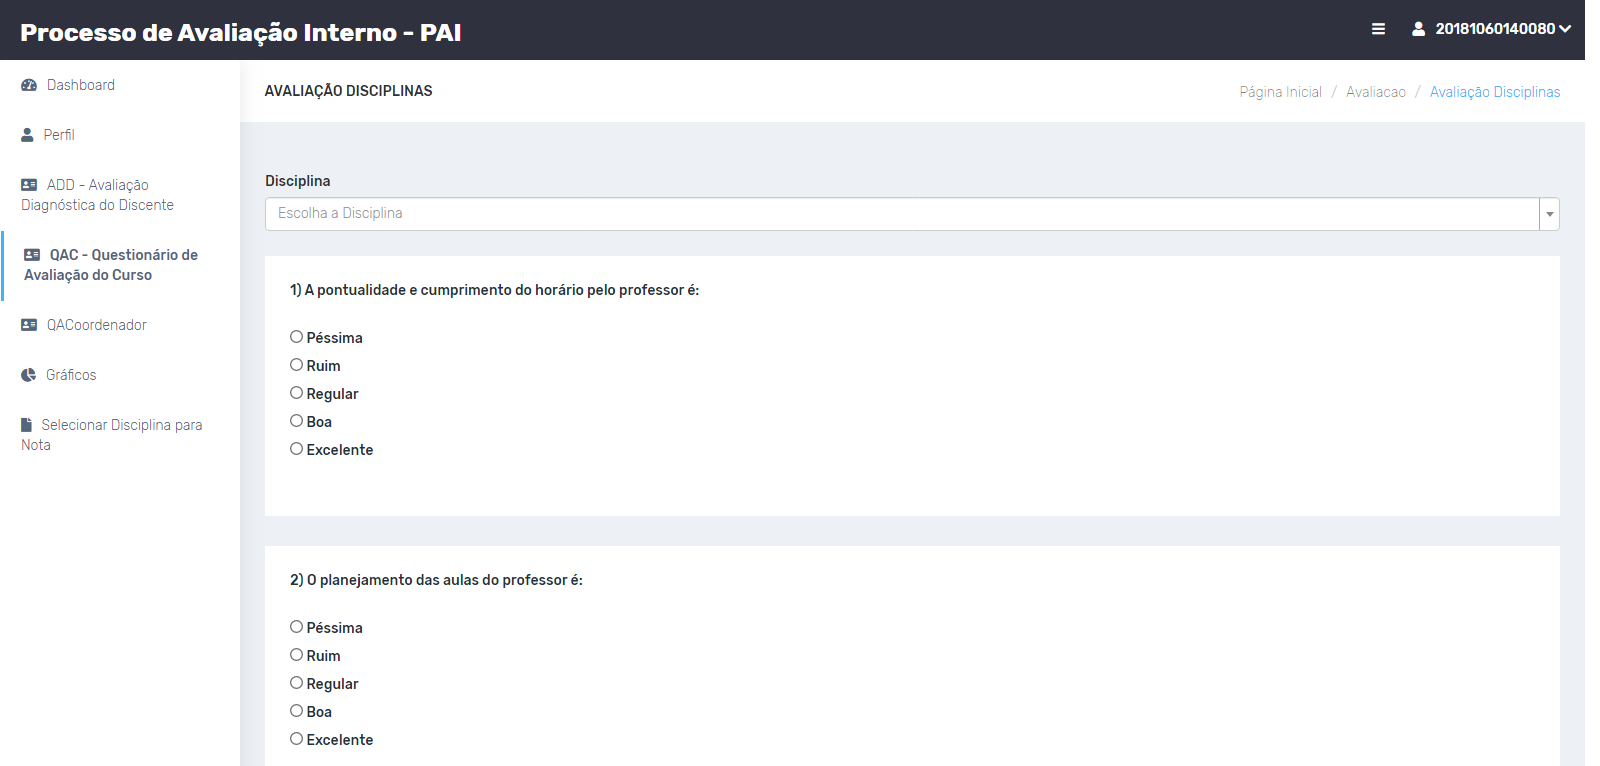 Processo de Avaliação Interno - PAI
20181060140080
Dashboard
Perfil
ADD - Avaliação
Diagnóstica do Discente
QAC - Questionário de
Avaliação do Curso
QACoordenador
Gráficos
Selecionar Disciplina para
Nota
AVALIAÇÃO DISCIPLINAS
Página Inicial / Avaliacao / Avaliação Disciplinas
Disciplina
Escolha a Disciplina
1) A pontualidade e cumprimento do horário pelo professor é:
Péssima
Ruim
Regular
Boa
Excelente
2) O planejamento das aulas do professor é:
Péssima
Ruim
Regular
Boa
Excelente